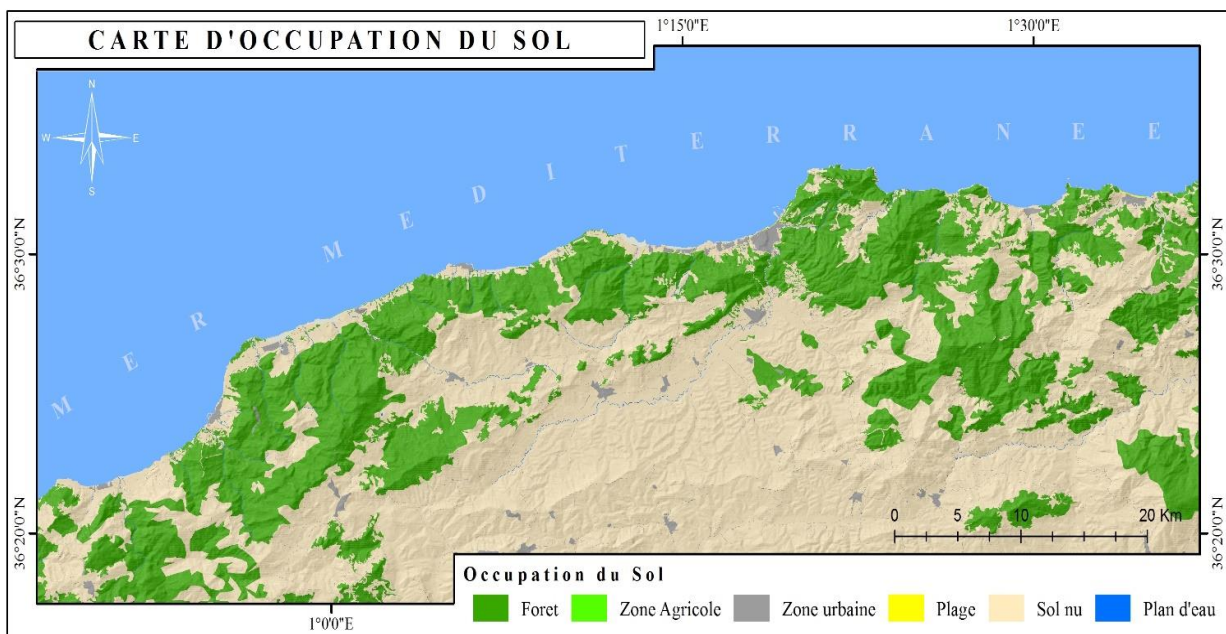 CARTE D'OCCUPATION DU SOL
1°15'0"E
1°30'0"E
N
W E
S
MER MEDITERRANEE
36°30'0"N
36°30'0"N
36°20'0"N
36°20'0"N
0 5 10 20 Km
1°0'0"E
Occupation du Sol
Foret Zone Agricole Zone urbaine Plage Sol nu Plan d'eau